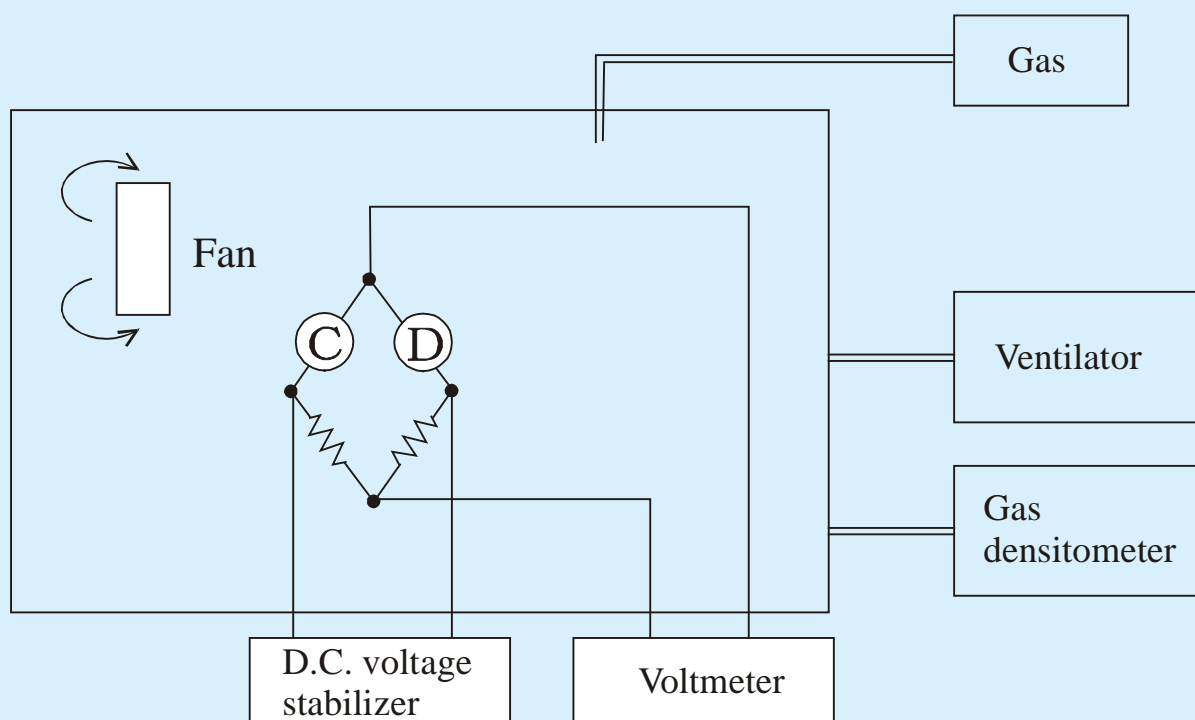 Gas
Fan
C
D
Ventilator
Gas
densitometer
D.C. voltage
stabilizer
Voltmeter